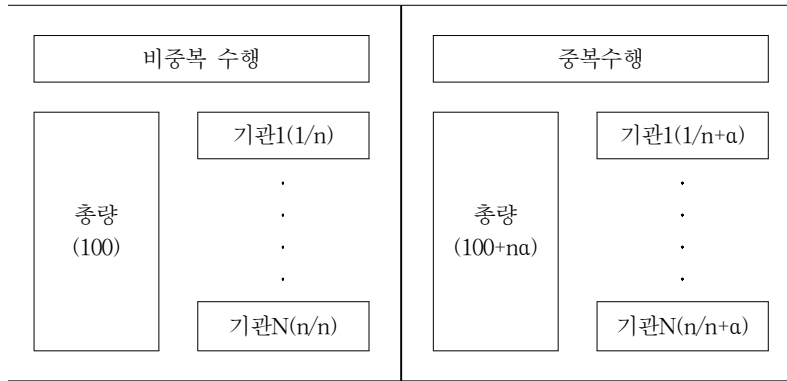 비중복 수행
총량
(100)
기관1(1/n)
·
·
·
·
기관N(n/n)
중복수행
총량
(100+nα)
기관1(1/n+α)
·
·
·
·
기관N(n/n+α)